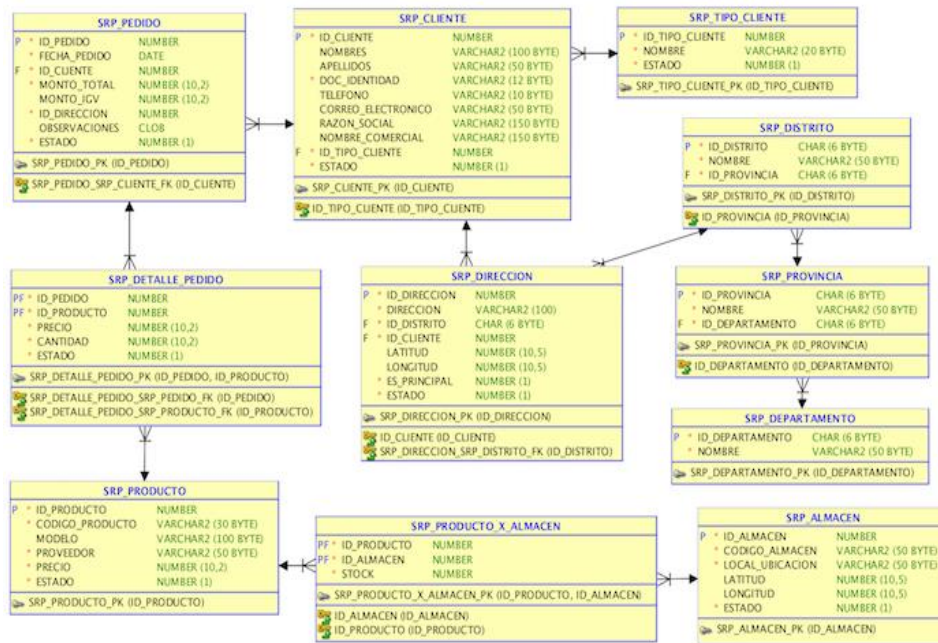 SRP_PEDIDO
P * ID_PEDIDO NUMBER
* FECHA_PEDIDO DATE
F * ID_CLIENTE NUMBER
* MONTO_TOTAL NUMBER (10,2)
MONTO_IGV NUMBER (10,2)
* ID_DIRECCION NUMBER
OBSERVACIONES CLOB
* ESTADO NUMBER (1)
SRP_PEDIDO_PK (ID_PEDIDO)
SRP_PEDIDO_SRP_CLIENTE_FK (ID_CLIENTE)
SRP_CLIENTE
P * ID_CLIENTE NUMBER
NOMBRES VARCHAR2 (100 BYTE)
APELLIDOS VARCHAR2 (50 BYTE)
* DOC_IDENTIDAD VARCHAR2 (12 BYTE)
TELEFONO VARCHAR2 (10 BYTE)
CORREO_ELECTRONICO VARCHAR2 (50 BYTE)
RAZON_SOCIAL VARCHAR2 (150 BYTE)
NOMBRE_COMERCIAL VARCHAR2 (150 BYTE)
F * ID_TIPO_CLIENTE NUMBER
* ESTADO NUMBER (1)
SRP_CLIENTE_PK (ID_CLIENTE)
ID_TIPO_CLIENTE (ID_TIPO_CLIENTE)
SRP_TIPO_CLIENTE
P * ID_TIPO_CLIENTE NUMBER
* NOMBRE VARCHAR2 (20 BYTE)
* ESTADO NUMBER (1)
SRP_TIPO_CLIENTE_PK (ID_TIPO_CLIENTE)
SRP_DISTRITO
P * ID_DISTRITO CHAR (6 BYTE)
* NOMBRE VARCHAR2 (50 BYTE)
F * ID_PROVINCIA CHAR (6 BYTE)
SRP_DISTRITO_PK (ID_DISTRITO)
ID_PROVINCIA (ID_PROVINCIA)
SRP_DETALLE_PEDIDO
PF * ID_PEDIDO NUMBER
PF * ID_PRODUCTO NUMBER
* PRECIO NUMBER (10,2)
* CANTIDAD NUMBER (10,2)
* ESTADO NUMBER (1)
SRP_DETALLE_PEDIDO_PK (ID_PEDIDO, ID_PRODUCTO)
SRP_DETALLE_PEDIDO_SRP_PEDIDO_FK (ID_PEDIDO)
SRP_DETALLE_PEDIDO_SRP_PRODUCTO_FK (ID_PRODUCTO)
SRP_DIRECCION
P * ID_DIRECCION NUMBER
* DIRECCION VARCHAR2 (100)
F * ID_DISTRITO CHAR (6 BYTE)
F * ID_CLIENTE NUMBER
LATITUD NUMBER (10,5)
LONGITUD NUMBER (10,5)
* ES_PRINCIPAL NUMBER (1)
* ESTADO NUMBER (1)
SRP_DIRECCION_PK (ID_DIRECCION)
ID_CLIENTE (ID_CLIENTE)
SRP_DIRECCION_SRP_DISTRITO_FK (ID_DISTRITO)
SRP_PROVINCIA
P * ID_PROVINCIA CHAR (6 BYTE)
* NOMBRE VARCHAR2 (50 BYTE)
F * ID_DEPARTAMENTO CHAR (6 BYTE)
SRP_PROVINCIA_PK (ID_PROVINCIA)
ID_DEPARTAMENTO (ID_DEPARTAMENTO)
SRP_DEPARTAMENTO
P * ID_DEPARTAMENTO CHAR (6 BYTE)
* NOMBRE VARCHAR2 (50 BYTE)
SRP_DEPARTAMENTO_PK (ID_DEPARTAMENTO)
SRP_PRODUCTO
P * ID_PRODUCTO NUMBER
* CODIGO_PRODUCTO VARCHAR2 (30 BYTE)
MODELO VARCHAR2 (100 BYTE)
* PROVEEDOR VARCHAR2 (50 BYTE)
* PRECIO NUMBER (10,2)
* ESTADO NUMBER (1)
SRP_PRODUCTO_PK (ID_PRODUCTO)
SRP_PRODUCTO_X_ALMACEN
PF * ID_PRODUCTO NUMBER
PF * ID_ALMACEN NUMBER
* STOCK NUMBER
SRP_PRODUCTO_X_ALMACEN_PK (ID_PRODUCTO, ID_ALMACEN)
ID_ALMACEN (ID_ALMACEN)
ID_PRODUCTO (ID_PRODUCTO)
SRP_ALMACEN
P * ID_ALMACEN NUMBER
* CODIGO_ALMACEN VARCHAR2 (50 BYTE)
* LOCAL_UBICACION VARCHAR2 (50 BYTE)
LATITUD NUMBER (10,5)
LONGITUD NUMBER (10,5)
* ESTADO NUMBER (1)
SRP_ALMACEN_PK (ID_ALMACEN)